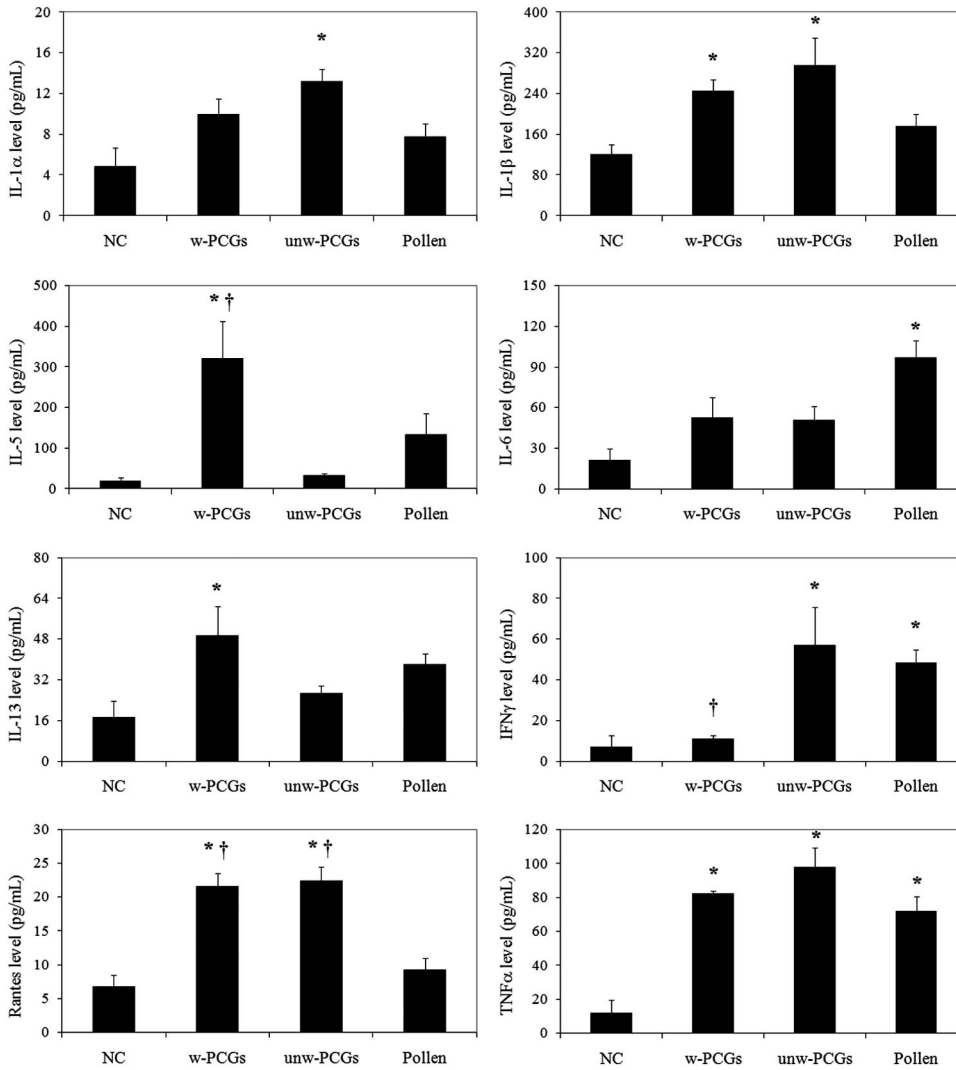 IL-1α level (pg/mL)
20
16
12
8
4
0
*
NC w-PCGs unw-PCGs Pollen
IL-1β level (pg/mL)
400
320
240
160
80
0
* *
NC w-PCGs unw-PCGs Pollen
IL-5 level (pg/mL)
500
400
300
200
100
0
* †
NC w-PCGs unw-PCGs Pollen
IL-6 level (pg/mL)
150
120
90
60
30
0
*
NC w-PCGs unw-PCGs Pollen
IL-13 level (pg/mL)
80
64
48
32
16
0
*
NC w-PCGs unw-PCGs Pollen
IFNγ level (pg/mL)
100
80
60
40
20
0
† * *
NC w-PCGs unw-PCGs Pollen
Rantes level (pg/mL)
30
25
20
15
10
5
0
* † * †
NC w-PCGs unw-PCGs Pollen
TNFα level (pg/mL)
120
100
80
60
40
20
0
* * *
NC w-PCGs unw-PCGs Pollen